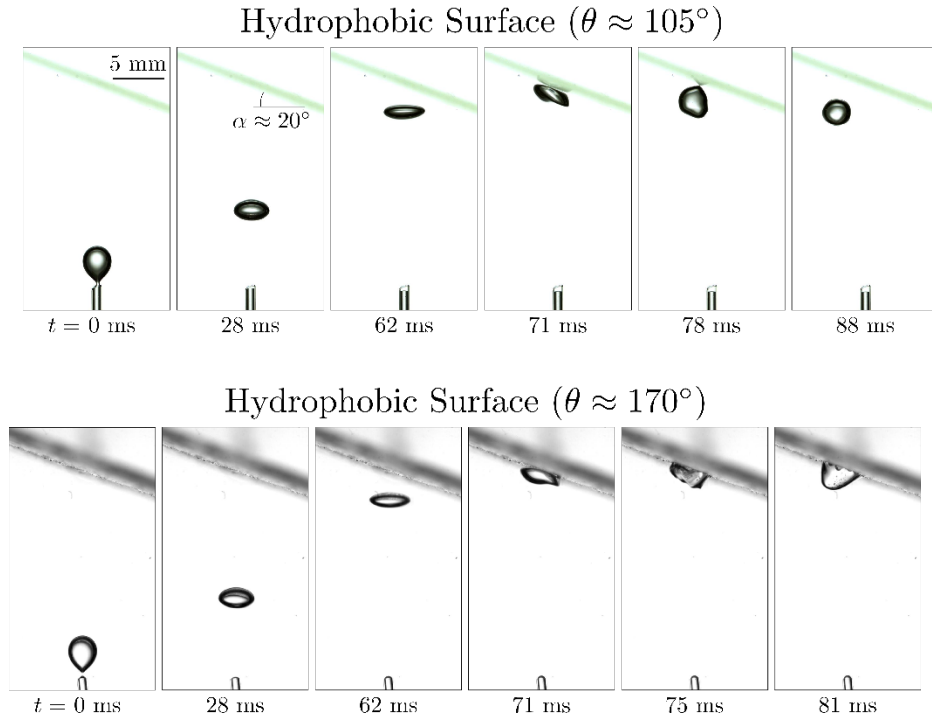 Hydrophobic Surface (θ ≈ 105°)
5 mm
α ≈ 20°
t = 0 ms
28 ms
62 ms
71 ms
78 ms
88 ms
Hydrophobic Surface (θ ≈ 170°)
t = 0 ms
28 ms
62 ms
71 ms
75 ms
81 ms